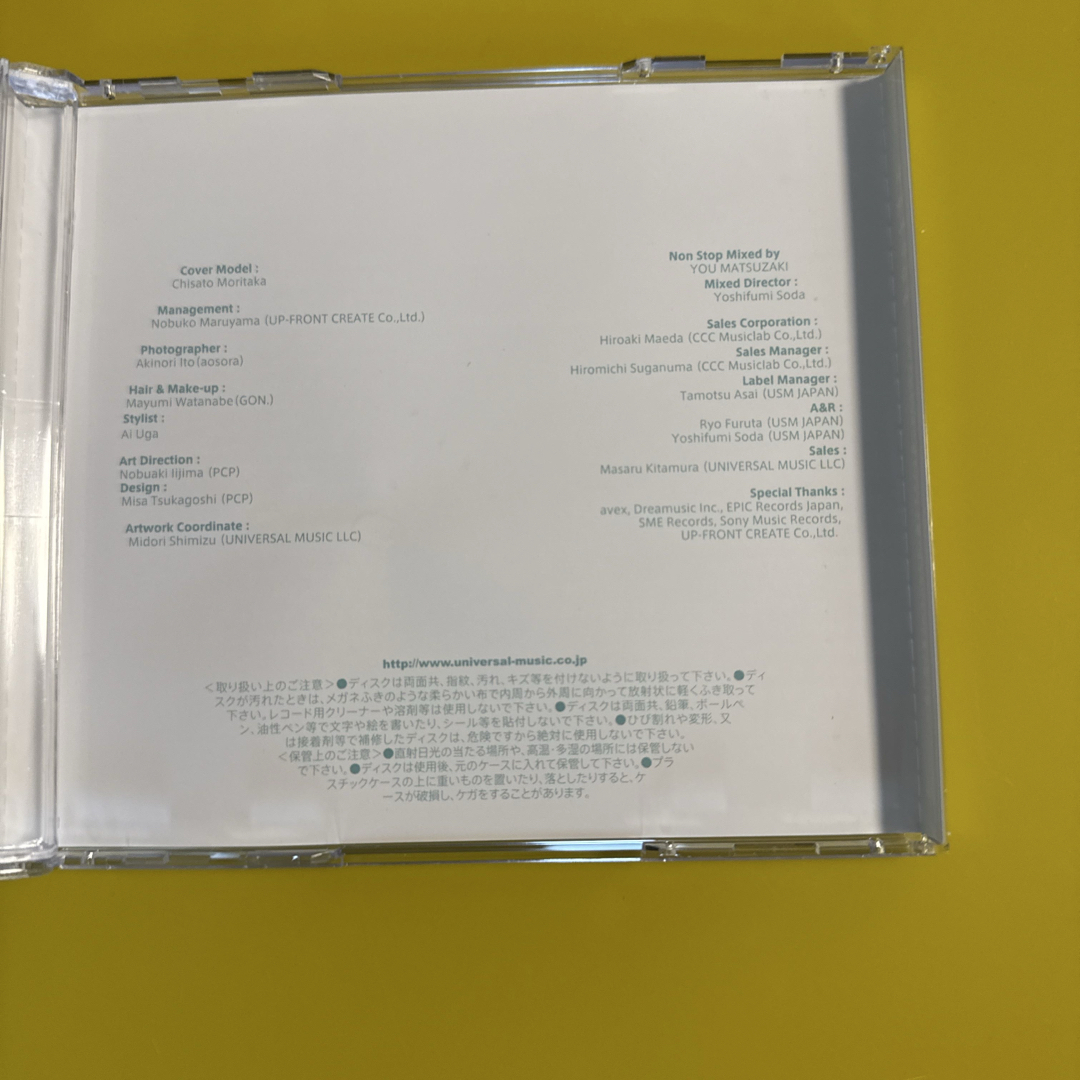 Cover Model :
Chisato Moritaka
Management :
Nobuko Maruyama (UP-FRONT CREATE Co.,Ltd.)
Photographer :
Akinori Ito(aosora)
Hair & Make-up :
Mayumi Watanabe(GON.)
Stylist :
Ai Uga
Art Direction :
Nobuaki Iijima (PCP)
Design :
Misa Tsukagoshi (PCP)
Artwork Coordinate :
Midori Shimizu (UNIVERSAL MUSIC LLC)
Non Stop Mixed by
YOU MATSUZAKI
Mixed Director :
Yoshifumi Soda
Sales Corporation :
Hiroaki Maeda (CCC Musiclab Co.,Ltd.)
Sales Manager :
Hiromichi Suganuma (CCC Musiclab Co.,Ltd.)
Label Manager :
Tamotsu Asai (USM JAPAN)
A&R :
Ryo Furuta (USM JAPAN)
Yoshifumi Soda (USM JAPAN)
Sales :
Masaru Kitamura (UNIVERSAL MUSIC LLC)
Special Thanks :
avex, Dreamusic Inc., EPIC Records Japan,
SME Records, Sony Music Records,
UP-FRONT CREATE Co.,Ltd.
http://www.universal-music.co.jp
＜取り扱い上のご注意＞●ディスクは両面共、指紋、汚れ、キズ等を付けないように取り扱って下さい。●ディ
スクが汚れたときは、メガネふきのような柔らかい布で内周から外周に向かって放射状に軽くふき取って
下さい。レコード用クリーナーや溶剤等は使用しないで下さい。●ディスクは両面共、鉛筆、ボールペ
ン、油性ペン等で文字や絵を書いたり、シール等を貼付しないで下さい。●ひび割れや変形、又
は接着剤等で補修したディスクは、危険ですから絶対に使用しないで下さい。
＜保管上のご注意＞●直射日光の当たる場所や、高温・多湿の場所には保管しない
で下さい。●ディスクは使用後、元のケースに入れて保管して下さい。●プラ
スチックケースの上に重いものを置いたり、落としたりすると、ケ
ースが破損し、ケガをすることがあります。